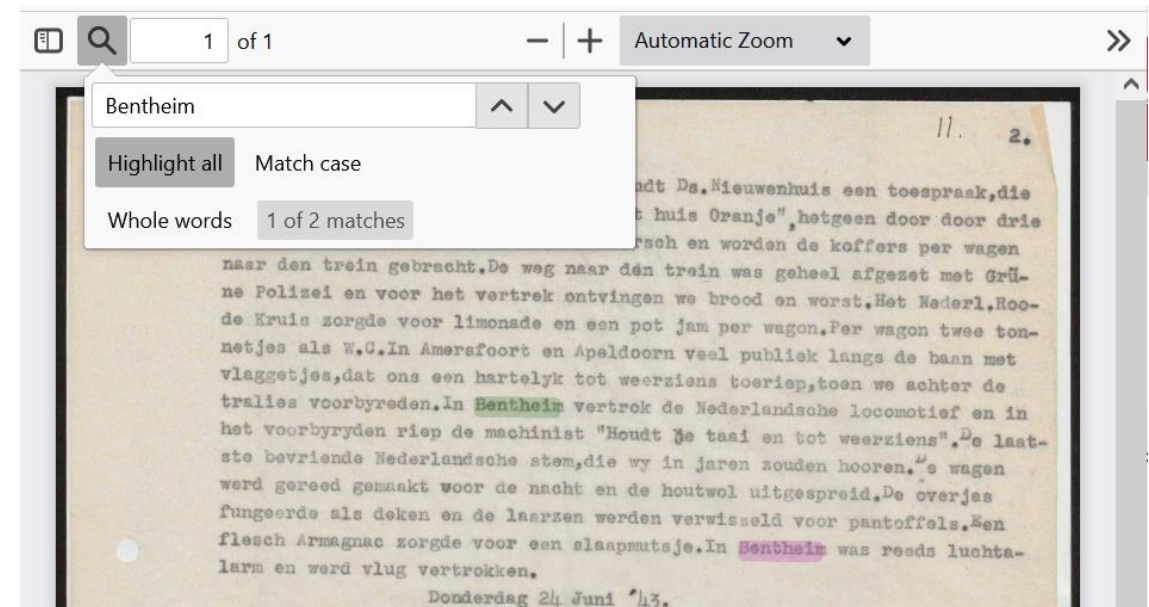 1 of 1
Automatic Zoom
Bentheim
Highlight all Match case
Whole words 1 of 2 matches
11. 2.
Ds.Nieuwenhuis een toespraak,die
huis Oranje",hetgeen door door drie
en worden de koffers per wagen
naar den trein gebracht.De weg naar den trein was geheel afgezet met Grü-
ne Polizei en voor het vertrek ontvingen we brood en worst.Het Nederl.Roo-
de Kruis zorgde voor limonade en een pot jam per wagon.Per wagon twee ton-
netjes als W.C.In Amersfoort en Apeldoorn veel publiek langs de baan met
vlaggetjes,dat ons een hartelyk tot weerziens toeriep,toen we achter de
tralies voorbyreden.In Bentheim vertrok de Nederlandsche locomotief en in
het voorbyryden riep de machinist "Houdt je taai en tot weerziens".De laat-
ste bevriende Nederlandsche stem,die wy in jaren zouden hooren. wagen
werd gereed gemaakt voor de nacht en de houtwol uitgespreid.De overjas
fungeerde als deken en de laarzen werden verwisseld voor pantoffels.Een
flesch Armagnac zorgde voor een slaapmutsje.In Bentheim was reeds luchta-
larm en werd vlug vertrokken.
Donderdag 24 Juni '43.